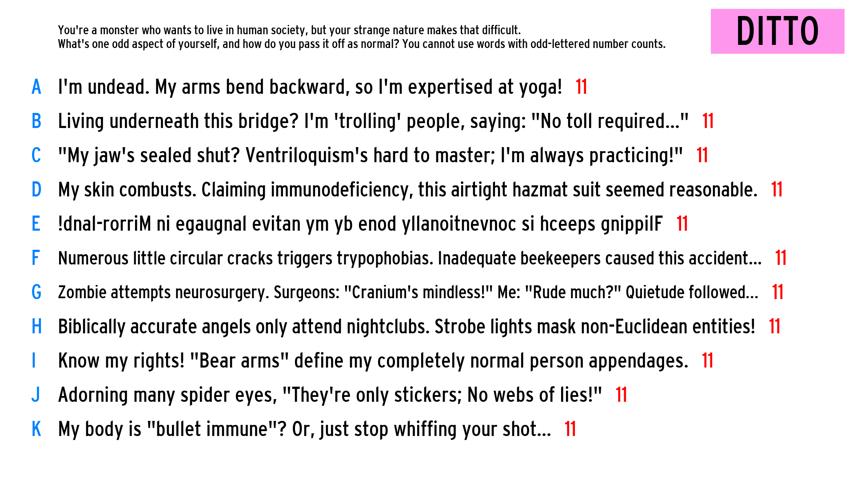 You're a monster who wants to live in human society, but your strange nature makes that difficult.
What's one odd aspect of yourself, and how do you pass it off as normal? You cannot use words with odd-lettered number counts.
DITTO
A I'm undead. My arms bend backward, so I'm expertised at yoga! 11
B Living underneath this bridge? I'm 'trolling' people, saying: "No toll required..." 11
C "My jaw's sealed shut? Ventriloquism's hard to master; I'm always practicing!" 11
D My skin combusts. Claiming immunodeficiency, this airtight hazmat suit seemed reasonable. 11
E !dnal-rorriM ni egaugnal evitan ym yb enod yllanoitnevnoc si hceeps gnippilF 11
F Numerous little circular cracks triggers trypophobias. Inadequate beekeepers caused this accident... 11
G Zombie attempts neurosurgery. Surgeons: "Cranium's mindless!" Me: "Rude much?" Quietude followed... 11
H Biblically accurate angels only attend nightclubs. Strobe lights mask non-Euclidean entities! 11
I Know my rights! "Bear arms" define my completely normal person appendages. 11
J Adorning many spider eyes, "They're only stickers; No webs of lies!" 11
K My body is "bullet immune"? Or, just stop whiffing your shot... 11